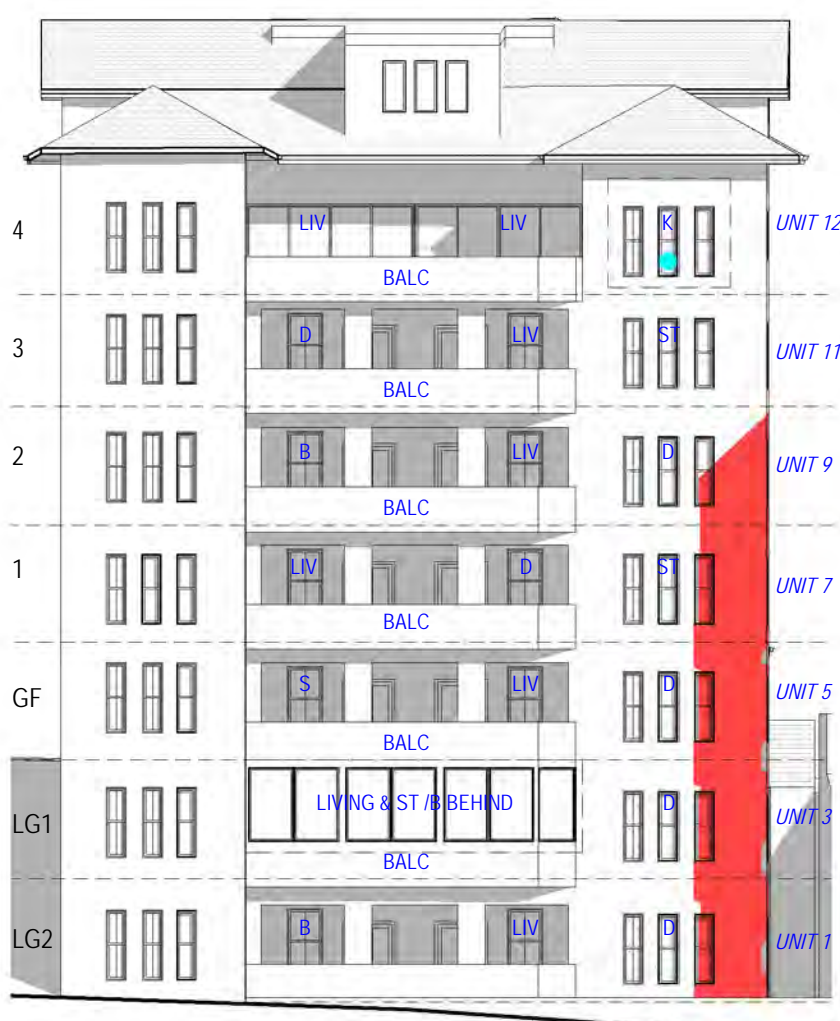 4 LIV LIV K UNIT 12
BALC
3 D LIV ST UNIT 11
BALC
2 B LIV D UNIT 9
BALC
1 LIV D ST UNIT 7
BALC
GF S LIV D UNIT 5
BALC
LG1 LIVING & ST /B BEHIND D UNIT 3
BALC
LG2 B LIV D UNIT 1